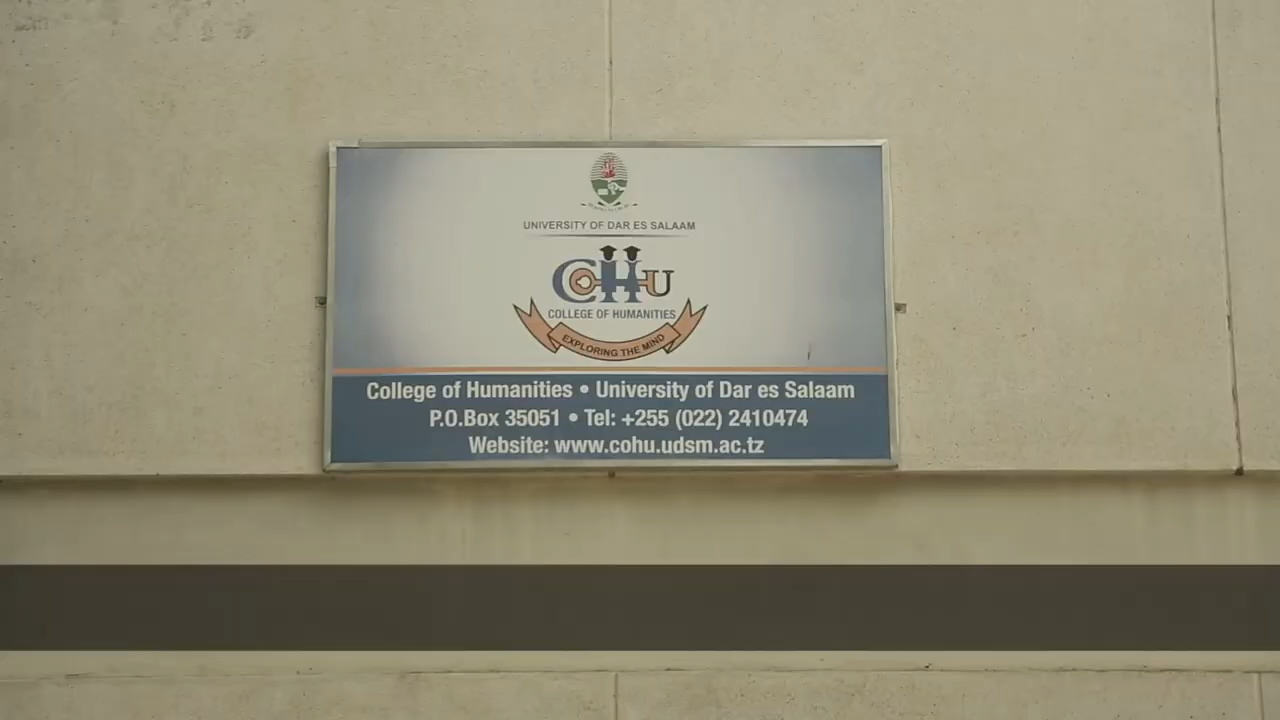 UNIVERSITY OF DAR ES SALAAM
COHU
COLLEGE OF HUMANITIES
EXPLORING THE MIND
College of Humanities • University of Dar es Salaam
P.O.Box 35051 • Tel: +255 (022) 2410474
Website: www.cohu.udsm.ac.tz